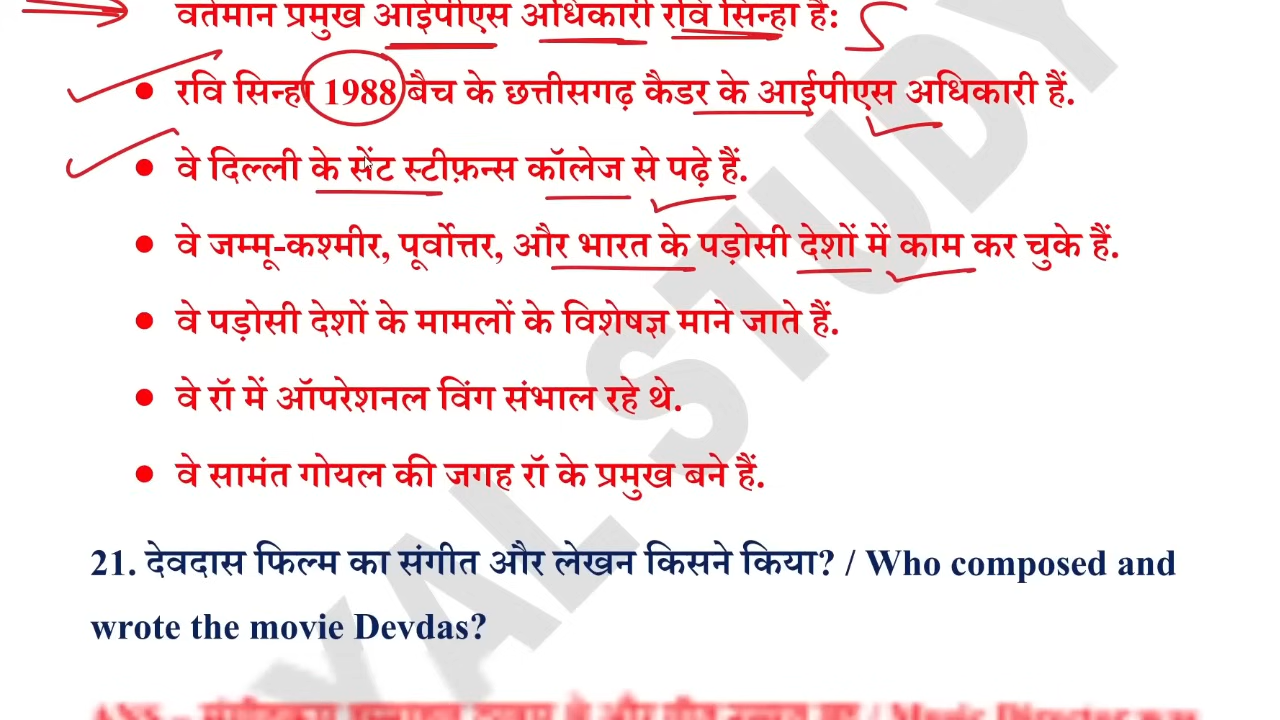 वर्तमान प्रमुख आईपीएस अधिकारी रवि सिन्हा हैं:
रवि सिन्हा 1988 बैच के छत्तीसगढ़ कैडर के आईपीएस अधिकारी हैं.
वे दिल्ली के सेंट स्टीफ़न्स कॉलेज से पढ़े हैं.
वे जम्मू-कश्मीर, पूर्वोत्तर, और भारत के पड़ोसी देशों में काम कर चुके हैं.
वे पड़ोसी देशों के मामलों के विशेषज्ञ माने जाते हैं.
वे रॉ में ऑपरेशनल विंग संभाल रहे थे.
वे सामंत गोयल की जगह रॉ के प्रमुख बने हैं.
21. देवदास फिल्म का संगीत और लेखन किसने किया? / Who composed and
wrote the movie Devdas?
YAL STUDY